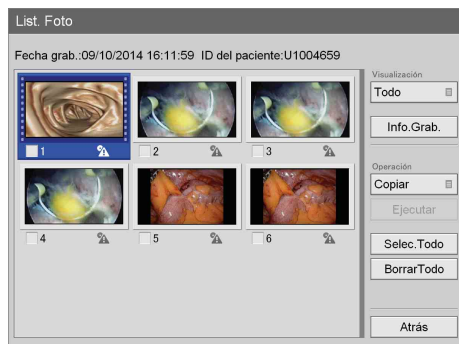 List. Foto
Fecha grab.:09/10/2014 16:11:59 ID del paciente:U1004659
1
2
3
4
5
6
Visualización
Todo
Info.Grab.
Operación
Copiar
Ejecutar
Selec.Todo
BorrarTodo
Atrás